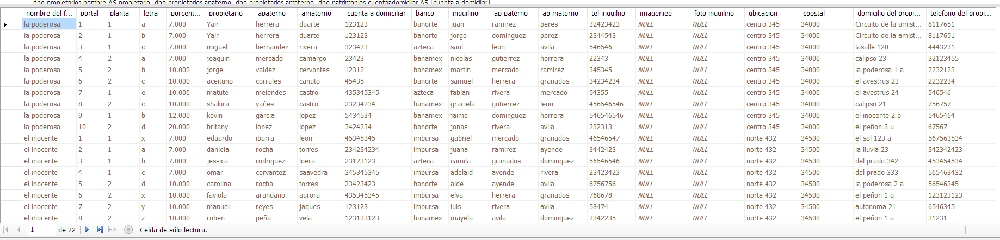 dbo.propietarios.nombre AS propietario, dbo.propietarios.apaterno, dbo.propietarios.amaterno, dbo.patrimonios.cuentaadomiciliar AS [cuenta a domiciliar],
nombre del f... portal planta letra porcent... propietario apaterno amaterno cuenta a domiciliar banco inquilino ap paterno ap materno tel inquilno imageniee foto inquilino ubicacion cpostal domicilio del propi... telefono del propi...
la poderosa 1 1 a 7.000 Yair herrera duarte 123123 banorte juan ramirez peres 32423423 NULL NULL centro 345 34000 Circuito de la amist... 8117651
la poderosa 2 1 b 7.000 Yair herrera duarte 123123 banorte jorge dominguez perez 2344543 NULL NULL centro 345 34000 Circuito de la amist... 8117651
la poderosa 3 1 c 7.000 miguel hernandez rivera 323423 azteca saul leon avila 546546 NULL NULL centro 345 34000 lasalle 120 4443231
la poderosa 4 2 a 7.000 joaquin mercado camargo 23423 banamex nicolas gutierrez herrera 22343 NULL NULL centro 345 34000 calipso 23 32123455
la poderosa 5 2 b 10.000 jorge valdez cervantes 12312 banamex martin mercado ramirez 345345 NULL NULL centro 345 34000 la poderosa 1 a 2232123
la poderosa 6 2 c 10.000 aceituno corrales canuto 45435 banorte samuel herrera granados 34234234 NULL NULL centro 345 34000 el avestrus 23 2232234
la poderosa 7 1 e 10.000 matute melendes castro 435345345 azteca fabian rivera mercado 54355 NULL NULL centro 345 34000 el avestrus 24 546546
la poderosa 8 2 c 10.000 shakira yañes castro 23234234 banamex graciela gutierrez leon 456546546 NULL NULL centro 345 34000 calipso 21 756757
la poderosa 9 1 b 12.000 kevin garcia lopez 5434534 banamex jaime dominguez herrera 546546546 NULL NULL centro 345 34000 el inocente 2 b 5465464
la poderosa 10 2 d 20.000 britany lopez lopez 3424234 banorte jonas rivera avila 232313 NULL NULL centro 345 34000 el peñon 3 u 67567
el inocente 1 1 x 7.000 eduardo ibarra leon 45345345 imbursa gabriel mercado granados 46546547 NULL NULL norte 432 34500 el sol 123 a 567563534
el inocente 2 1 a 7.000 daniela rocha torres 234234234 imbursa juana ramirez ayende 3442423 NULL NULL norte 432 34500 la lluvia 23 342342423
el inocente 3 1 b 7.000 jessica rodriguez loera 23123123 azteca camila granados dominguez 56546546 NULL NULL norte 432 34500 del prado 342 453454534
el inocente 4 1 c 7.000 omar cervantez saavedra 345345345 imbursa adelaid ayende rivera 23423423 NULL NULL norte 432 34500 del prado 333 565463432
el inocente 5 2 d 10.000 carolina rocha torres 23423423 banorte aide ayende avila 6756756 NULL NULL norte 432 34500 la poderosa 2 a 56546345
el inocente 6 2 x 10.000 faviola arandano aurora 435345345 imbursa elva herrera granados 768678 NULL NULL norte 432 34500 el peñon 1 q 123123123
el inocente 7 2 y 10.000 manuel reyes jaques 123123 imbursa luis rivera avila 58474 NULL NULL norte 432 34500 autonoma 21 6546345
el inocente 8 2 z 10.000 ruben peña vela 123123123 banamex mayela avila dominguez 2342235 NULL NULL norte 432 34500 el peñon 1 a 31231
1 de 22 Celda de sólo lectura.